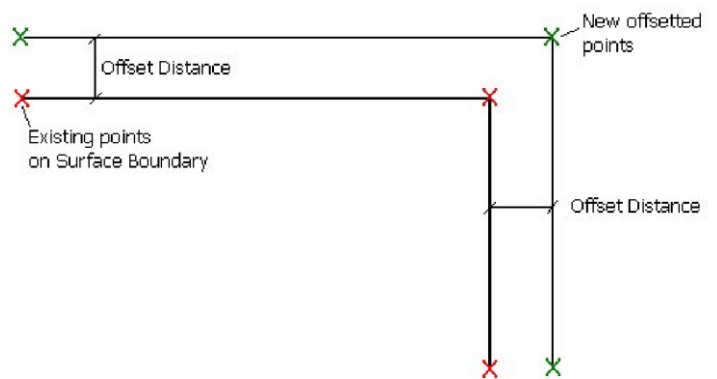 New offsetted
points
Offset Distance
Existing points
on Surface Boundary
Offset Distance